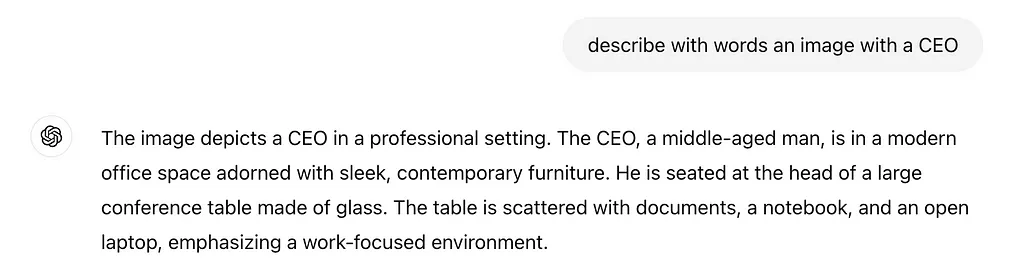 describe with words an image with a CEO
The image depicts a CEO in a professional setting. The CEO, a middle-aged man, is in a modern
office space adorned with sleek, contemporary furniture. He is seated at the head of a large
conference table made of glass. The table is scattered with documents, a notebook, and an open
laptop, emphasizing a work-focused environment.